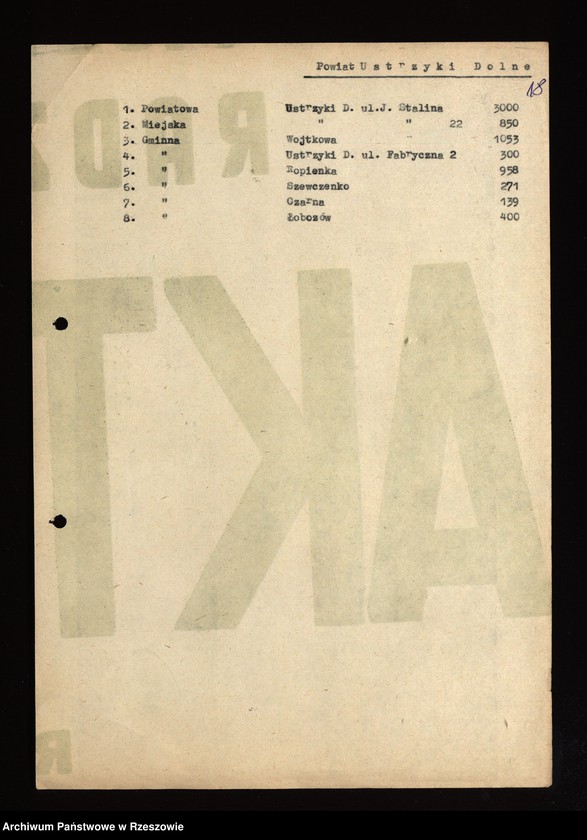 Powiat Ustrzyki Dolne
18
1. Powiatowa Ustrzyki D. ul.J. Stalina 3000
2. Miejska " " 22 850
3. Gminna Wojtkowa 1053
4. " Ustrzyki D. ul. Fabryczna 2 300
5. " Ropienka 958
6. " Szewczenko 271
7. " Czarna 139
8. " Łobozów 400
AKT
R
Archiwum Państwowe w Rzeszowie